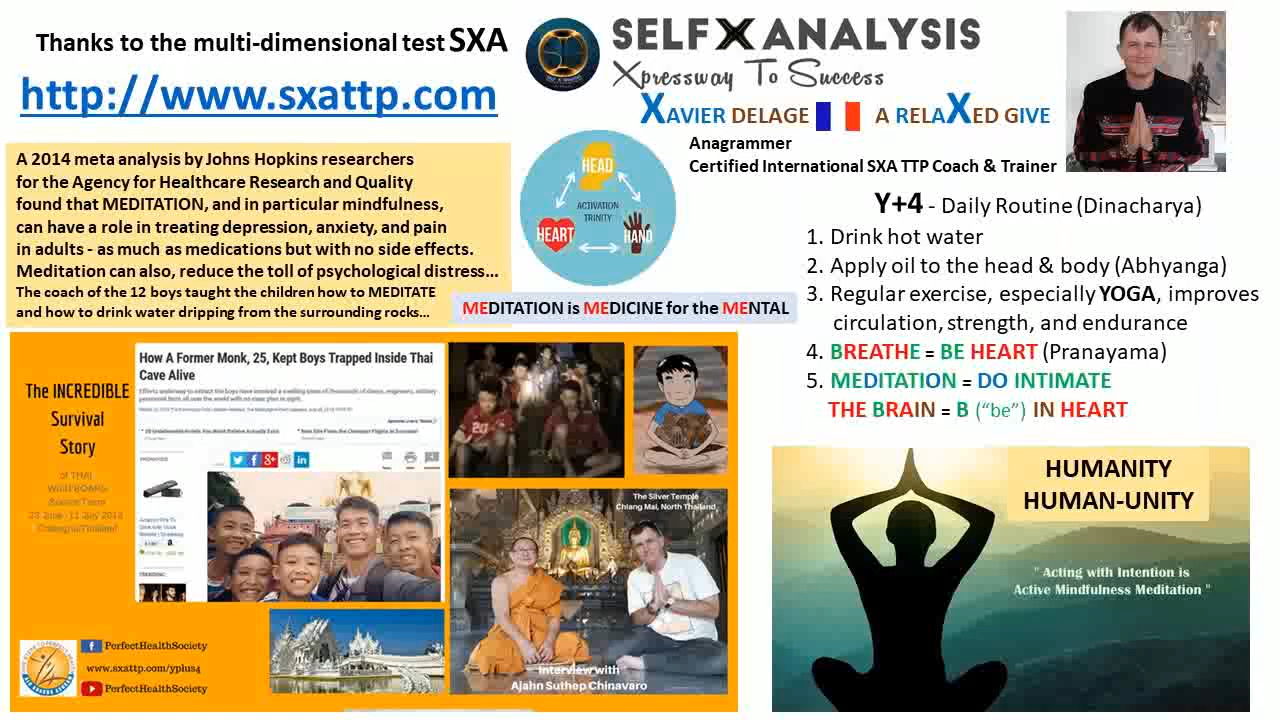 Thanks to the multi-dimensional test SXA
http://www.sxattp.com
SELF X ANALYSIS
Xpressway To Success
XAVIER DELAGE A RELAXED GIVE
Anagrammer
Certified International SXA TTP Coach & Trainer
A 2014 meta analysis by Johns Hopkins researchers
for the Agency for Healthcare Research and Quality
found that MEDITATION, and in particular mindfulness,
can have a role in treating depression, anxiety, and pain
in adults - as much as medications but with no side effects.
Meditation can also, reduce the toll of psychological distress...
The coach of the 12 boys taught the children how to MEDITATE
and how to drink water dripping from the surrounding rocks...
HEAD
ACTIVATION
TRINITY
HEART
HAND
MEDITATION is MEDICINE for the MENTAL
Y+4 - Daily Routine (Dinacharya)
1. Drink hot water
2. Apply oil to the head & body (Abhyanga)
3. Regular exercise, especially YOGA, improves
circulation, strength, and endurance
4. BREATHE = BE HEART (Pranayama)
5. MEDITATION = DO INTIMATE
THE BRAIN = B ("be") IN HEART
The INCREDIBLE
Survival
Story
of THAI
WILD BOARS
Soccer Team
How A Former Monk, 25, Kept Boys Trapped Inside Thai
Cave Alive
The Silver Temple
Chiang Mai, North Thailand
Interview with
Ajahn Suthep Chinavaro
PerfectHealthSociety
www.sxattp.com/yplus4
PerfectHealthSociety
HUMANITY
HUMAN-UNITY
" Acting with Intention is
Active Mindfulness Meditation "